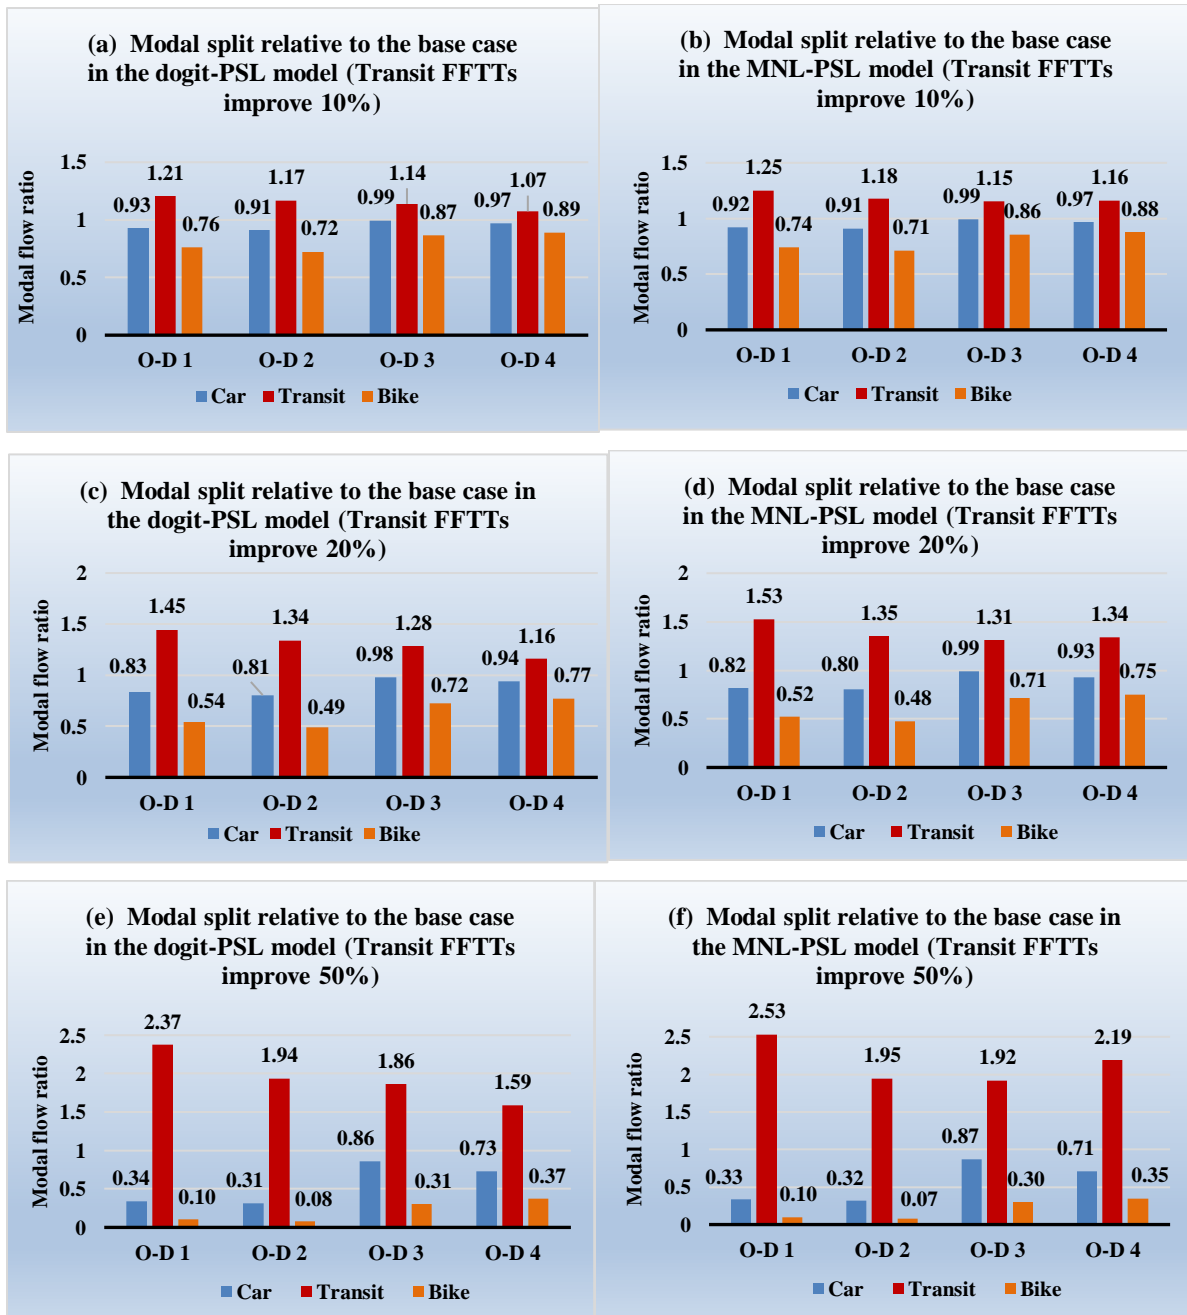 (a) Modal split relative to the base case
in the dogit-PSL model (Transit FFTTs
improve 10%)
Modal flow ratio
1.5
1
0.5
0
0.93 1.21 0.76 0.91 1.17 0.72 0.99 1.14 0.87 0.97 1.07 0.89
O-D 1 O-D 2 O-D 3 O-D 4
Car Transit Bike
(b) Modal split relative to the base case
in the MNL-PSL model (Transit FFTTs
improve 10%)
Modal flow ratio
1.5
1
0.5
0
0.92 1.25 0.74 0.91 1.18 0.71 0.99 1.15 0.86 0.97 1.16 0.88
O-D 1 O-D 2 O-D 3 O-D 4
Car Transit Bike
(c) Modal split relative to the base case in
the dogit-PSL model (Transit FFTTs
improve 20%)
Modal flow ratio
2
1.5
1
0.5
0
0.83 1.45 0.54 0.81 1.34 0.49 0.98 1.28 0.72 0.94 1.16 0.77
O-D 1 O-D 2 O-D 3 O-D 4
Car Transit Bike
(d) Modal split relative to the base case
in the MNL-PSL model (Transit FFTTs
improve 20%)
Modal flow ratio
2
1.5
1
0.5
0
0.82 1.53 0.52 0.80 1.35 0.48 0.99 1.31 0.71 0.93 1.34 0.75
O-D 1 O-D 2 O-D 3 O-D 4
Car Transit Bike
(e) Modal split relative to the base case
in the dogit-PSL model (Transit FFTTs
improve 50%)
Modal flow ratio
2.5
2
1.5
1
0.5
0
0.34 2.37 0.10 0.31 1.94 0.08 0.86 1.86 0.31 0.73 1.59 0.37
O-D 1 O-D 2 O-D 3 O-D 4
Car Transit Bike
(f) Modal split relative to the base case in
the MNL-PSL model (Transit FFTTs
improve 50%)
Modal flow ratio
2.5
2
1.5
1
0.5
0
0.33 2.53 0.10 0.32 1.95 0.07 0.87 1.92 0.30 0.71 2.19 0.35
O-D 1 O-D 2 O-D 3 O-D 4
Car Transit Bike